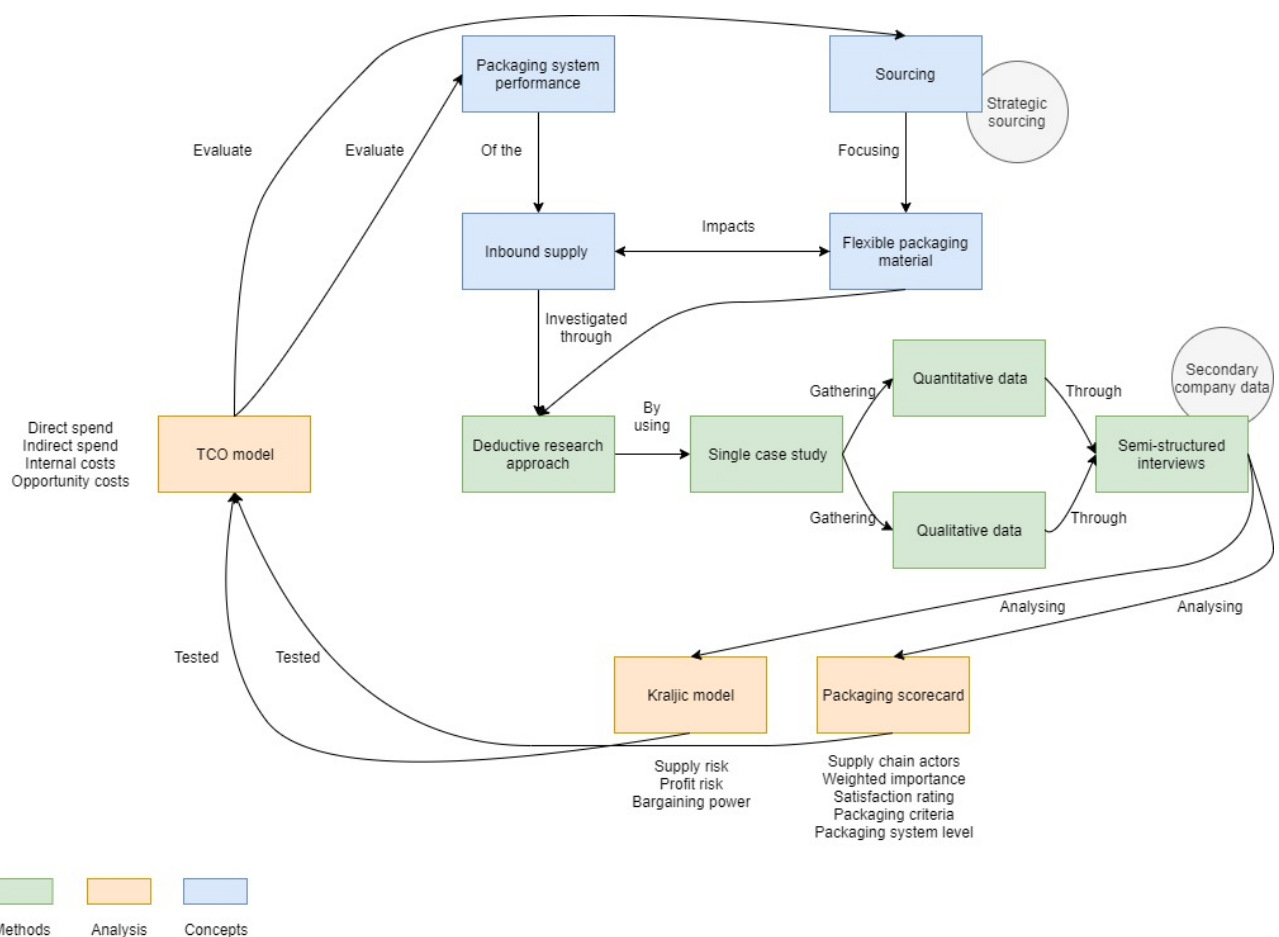 Packaging system
performance
Sourcing
Strategic
sourcing
Evaluate
Evaluate
Of the
Focusing
Inbound supply
Impacts
Flexible packaging
material
Investigated
through
Quantitative data
Secondary
company data
Gathering
Through
Direct spend
Indirect spend
Internal costs
Opportunity costs
TCO model
Deductive research
approach
By
using
Single case study
Semi-structured
interviews
Gathering
Qualitative data
Through
Analysing
Analysing
Tested
Tested
Kraljic model
Packaging scorecard
Supply risk
Profit risk
Bargaining power
Supply chain actors
Weighted importance
Satisfaction rating
Packaging criteria
Packaging system level
Methods
Analysis
Concepts